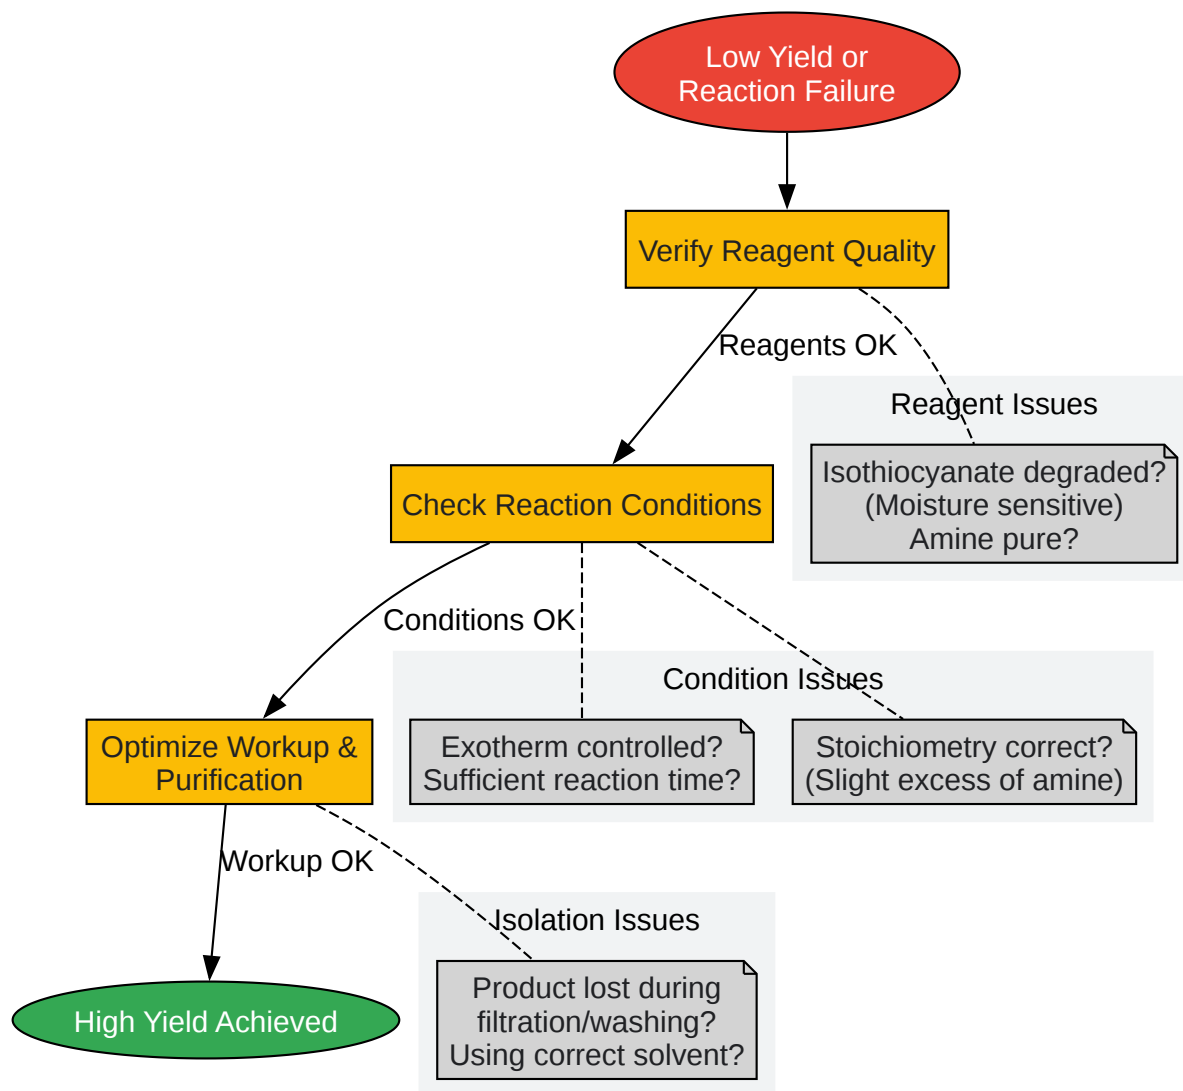 Low Yield or
Reaction Failure
Verify Reagent Quality
Reagents OK
Reagent Issues
Isothiocyanate degraded?
(Moisture sensitive)
Amine pure?
Check Reaction Conditions
Conditions OK
Condition Issues
Exotherm controlled?
Sufficient reaction time?
Stoichiometry correct?
(Slight excess of amine)
Optimize Workup &
Purification
Workup OK
Isolation Issues
Product lost during
filtration/washing?
Using correct solvent?
High Yield Achieved